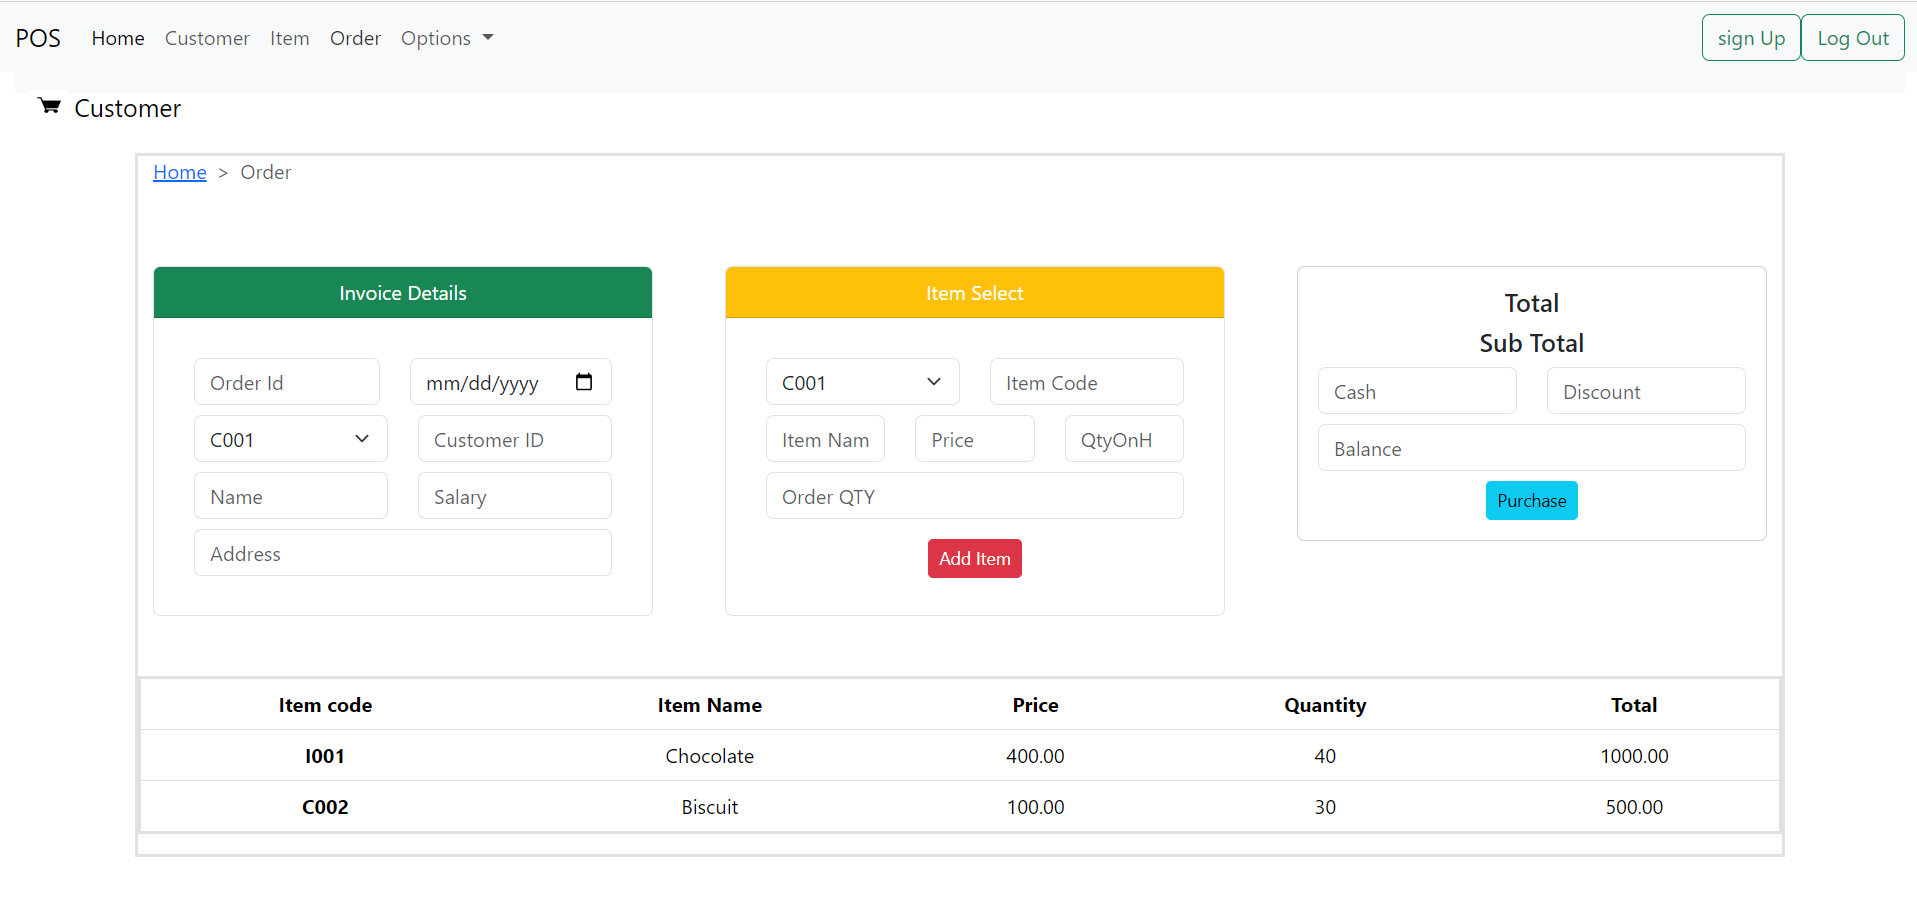 POS Home Customer Item Order Options sign Up Log Out
Customer
Home > Order
Invoice Details
Order Id mm/dd/yyyy
C001 Customer ID
Name Salary
Address
Item Select
C001 Item Code
Item Nam Price QtyOnH
Order QTY
Add Item
Total
Sub Total
Cash Discount
Balance
Purchase
Item code Item Name Price Quantity Total
I001 Chocolate 400.00 40 1000.00
C002 Biscuit 100.00 30 500.00